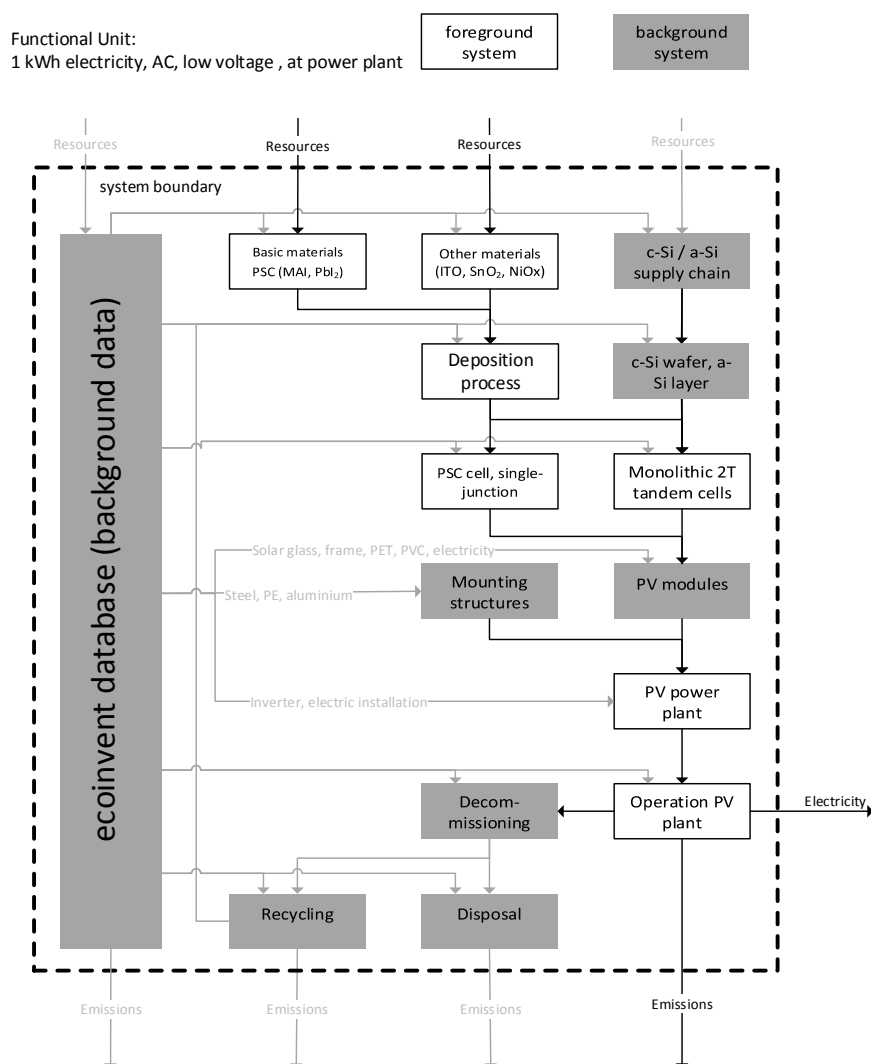 Functional Unit:
1 kWh electricity, AC, low voltage , at power plant
foreground
system
background
system
Resources
Resources
Resources
Resources
system boundary
ecoinvent database (background data)
Basic materials
PSC (MAI, PbI₂)
Other materials
(ITO, SnO₂, NiOx)
c-Si / a-Si
supply chain
Deposition
process
c-Si wafer, a-
Si layer
PSC cell, single-
junction
Monolithic 2T
tandem cells
Solar glass, frame, PET, PVC, electricity
Steel, PE, aluminium
Mounting
structures
PV modules
Inverter, electric installation
PV power
plant
Decom-
missioning
Operation PV
plant
Electricity
Recycling
Disposal
Emissions
Emissions
Emissions
Emissions